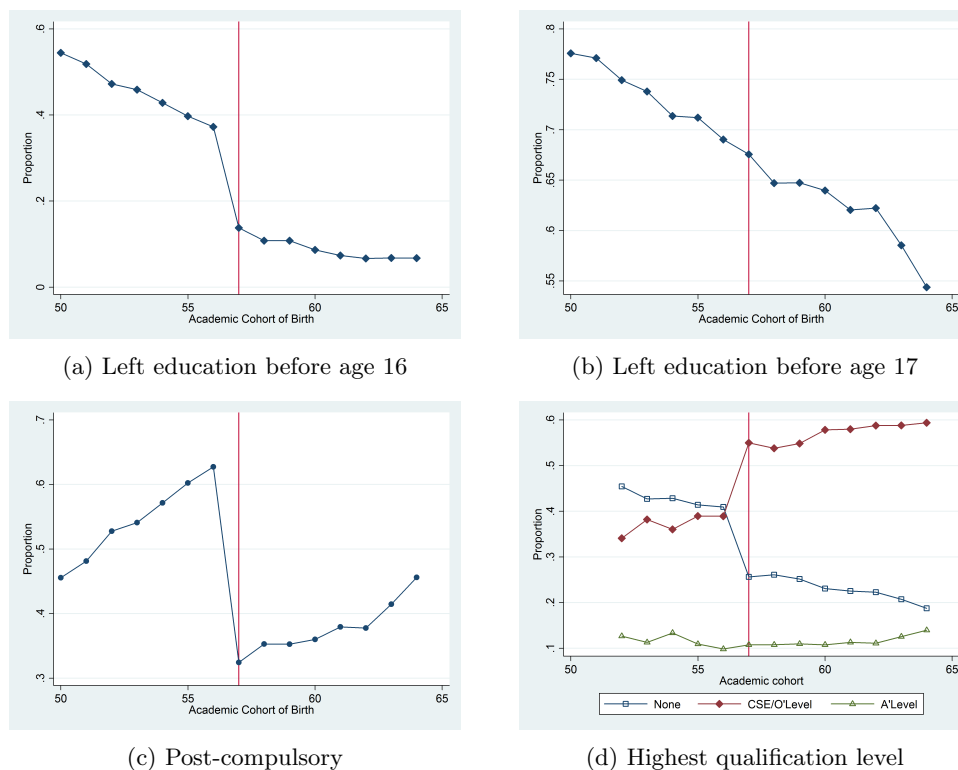 .6
.4
.2
0
Proportion
50
55
60
65
Academic Cohort of Birth
(a) Left education before age 16
.8
.75
.7
.65
.6
.55
Proportion
50
55
60
65
Academic Cohort of Birth
(b) Left education before age 17
.7
.6
.5
.4
.3
Proportion
50
55
60
65
Academic Cohort of Birth
(c) Post-compulsory
.6
.5
.4
.3
.2
.1
Proportion
50
55
60
65
Academic cohort
None
CSE/O'Level
A'Level
(d) Highest qualification level